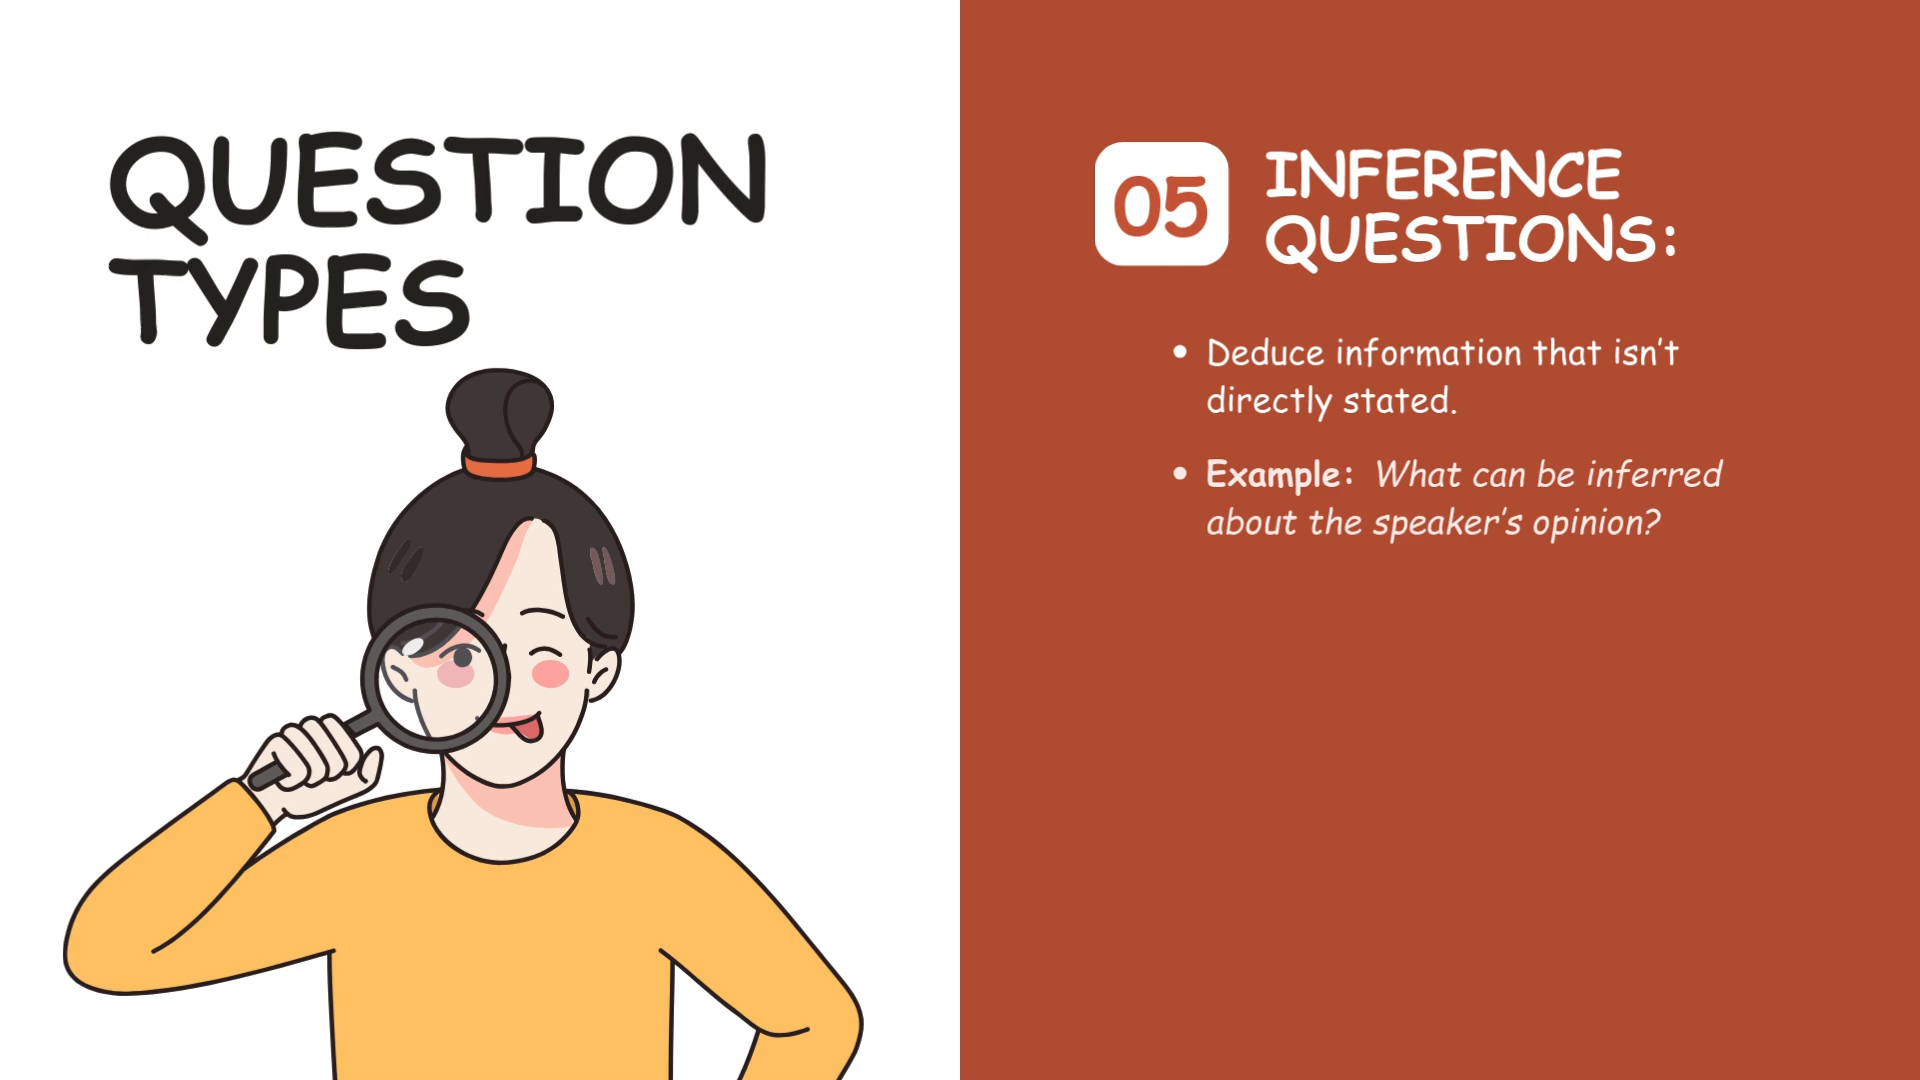 QUESTION
TYPES
05
INFERENCE
QUESTIONS:
• Deduce information that isn't
directly stated.
• Example: What can be inferred
about the speaker's opinion?